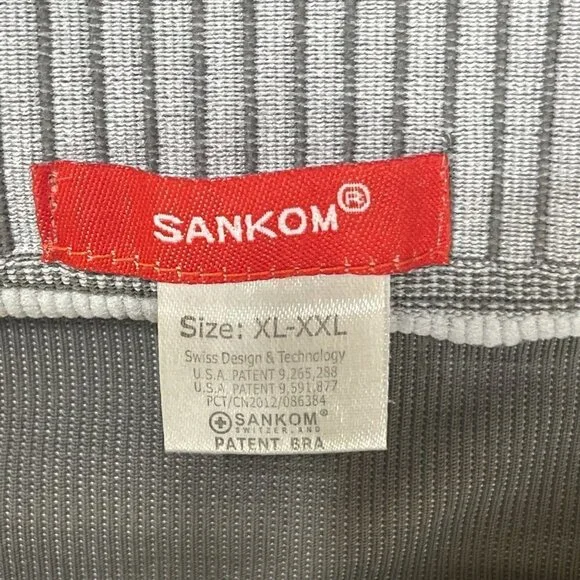 SANKOM®
Size: XL-XXL
Swiss Design & Technology
U.S.A. PATENT 9,265,288
U.S.A. PATENT 9,591,877
PCT/CN2012/086384
SANKOM®
SWITZERLAND
PATENT BRA